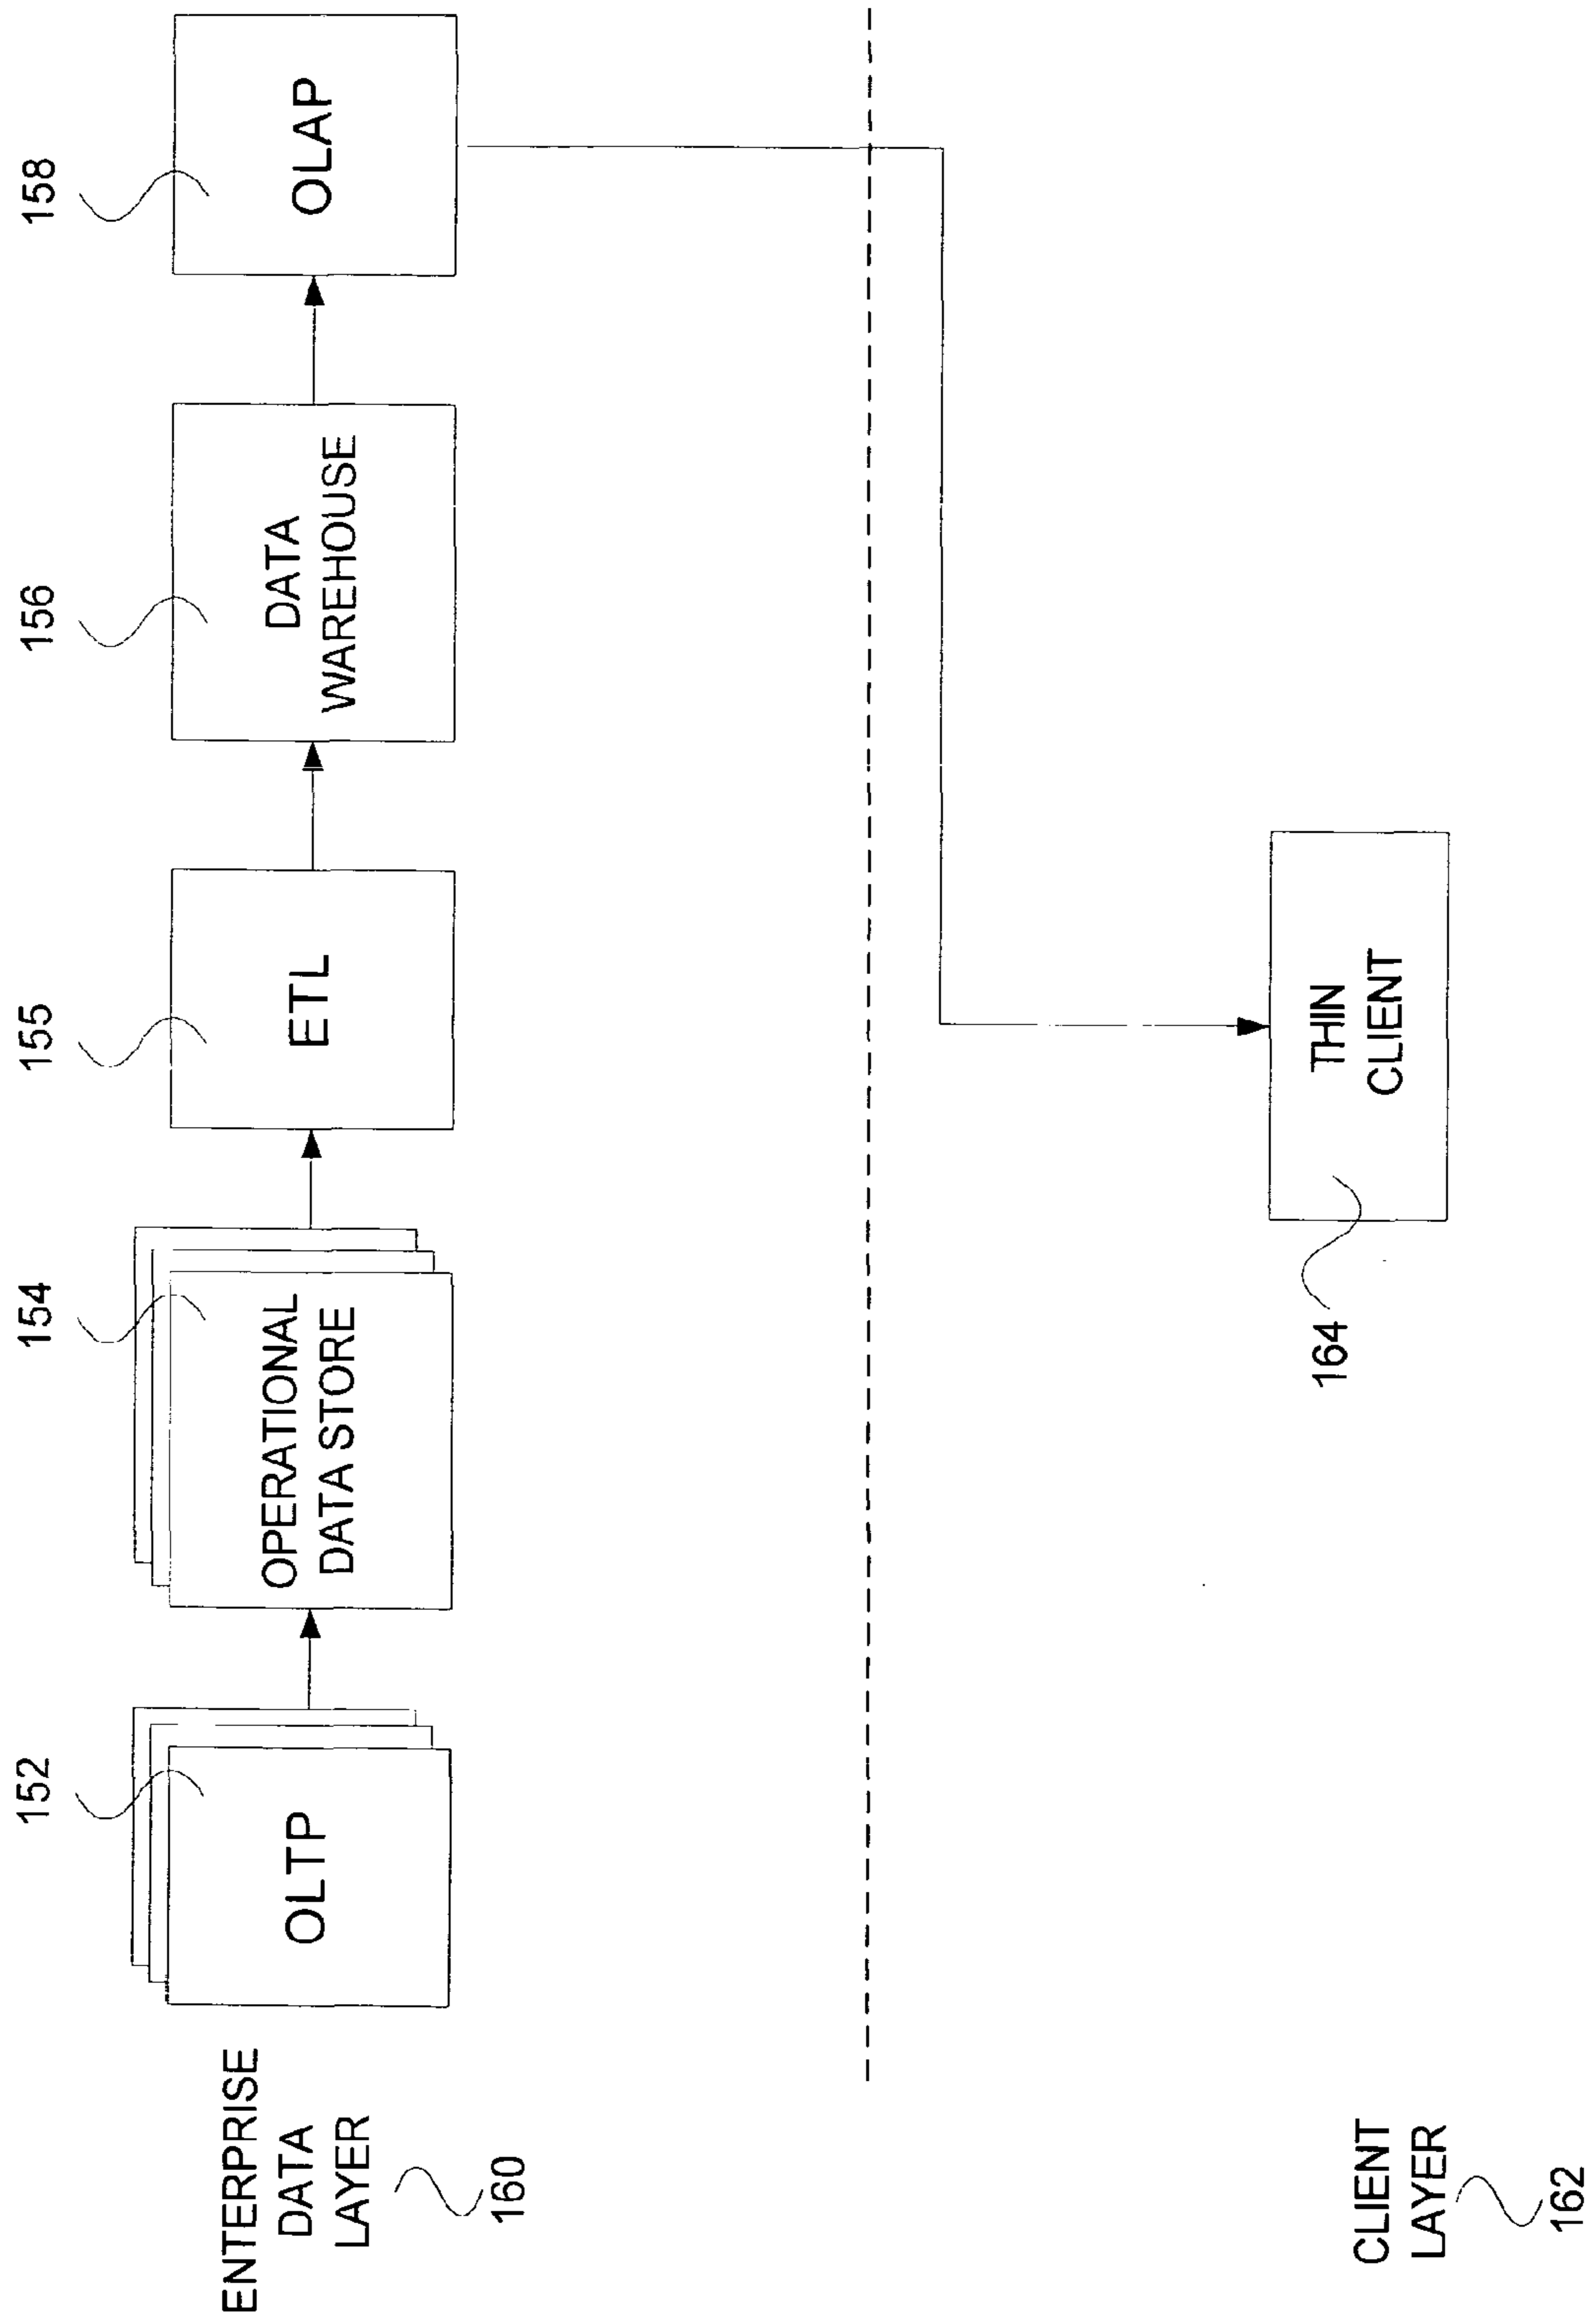 152
154
155
156
158
OLTP
OPERATIONAL
DATA STORE
ETL
DATA
WAREHOUSE
OLAP
ENTERPRISE
DATA
LAYER
160
164
THIN
CLIENT
CLIENT
LAYER
162